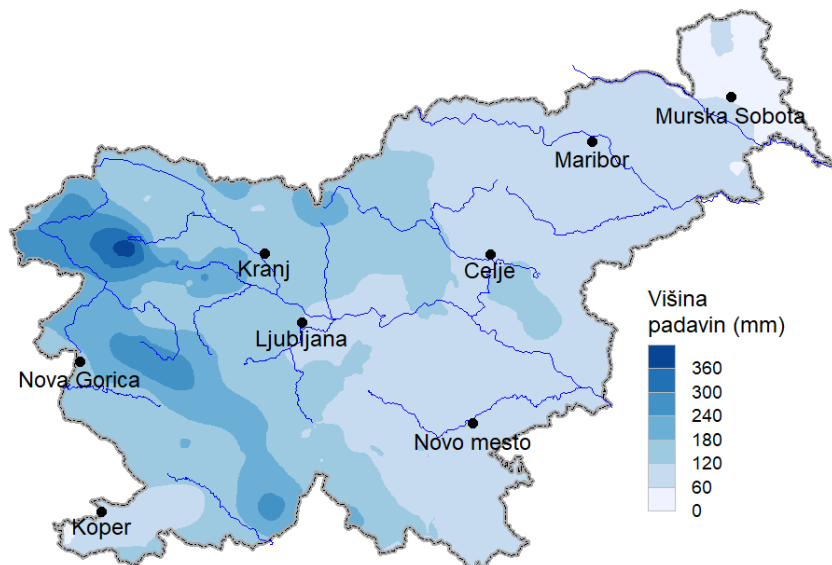 Murska Sobota
Maribor
Kranj
Celje
Ljubljana
Nova Gorica
Novo mesto
Koper
Višina
padavin (mm)
360
300
240
180
120
60
0